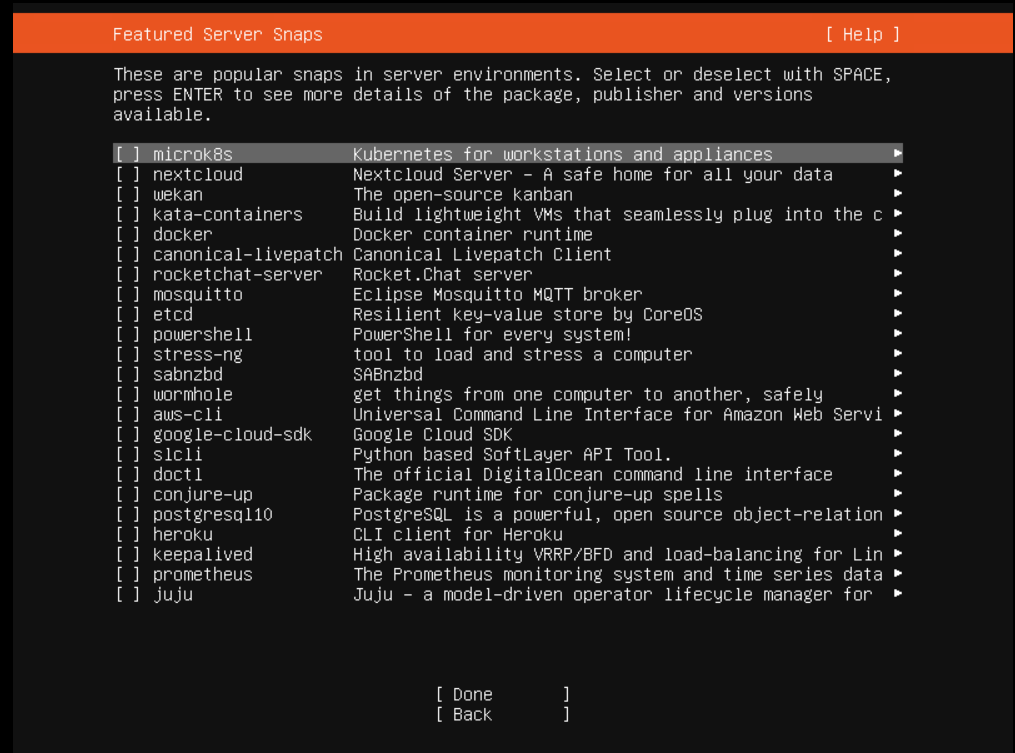 Featured Server Snaps [ Help ]
These are popular snaps in server environments. Select or deselect with SPACE,
press ENTER to see more details of the package, publisher and versions
available.
[ ] microk8s Kubernetes for workstations and appliances ▸
[ ] nextcloud Nextcloud Server - A safe home for all your data ▸
[ ] wekan The open-source kanban ▸
[ ] kata-containers Build lightweight VMs that seamlessly plug into the c ▸
[ ] docker Docker container runtime ▸
[ ] canonical-livepatch Canonical Livepatch Client ▸
[ ] rocketchat-server Rocket.Chat server ▸
[ ] mosquitto Eclipse Mosquitto MQTT broker ▸
[ ] etcd Resilient key-value store by CoreOS ▸
[ ] powershell PowerShell for every system! ▸
[ ] stress-ng tool to load and stress a computer ▸
[ ] sabnzbd SABnzbd ▸
[ ] wormhole get things from one computer to another, safely ▸
[ ] aws-cli Universal Command Line Interface for Amazon Web Servi ▸
[ ] google-cloud-sdk Google Cloud SDK ▸
[ ] slcli Python based SoftLayer API Tool. ▸
[ ] doctl The official DigitalOcean command line interface ▸
[ ] conjure-up Package runtime for conjure-up spells ▸
[ ] postgresql10 PostgreSQL is a powerful, open source object-relation ▸
[ ] heroku CLI client for Heroku ▸
[ ] keepalived High availability VRRP/BFD and load-balancing for Lin ▸
[ ] prometheus The Prometheus monitoring system and time series data ▸
[ ] juju Juju - a model-driven operator lifecycle manager for ▸
[ Done ]
[ Back ]